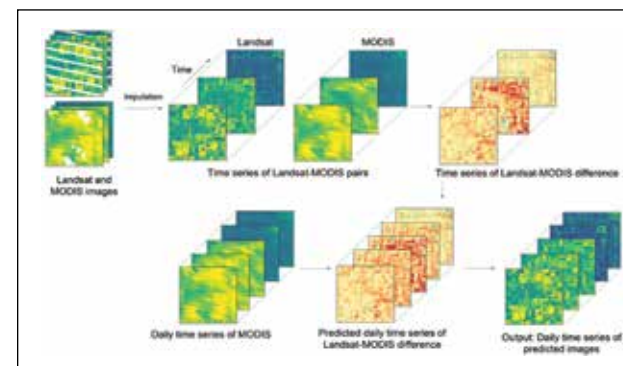 Landsat
MODIS
Time
Imputation
Landsat and
MODIS images
Time series of Landsat-MODIS pairs
Time series of Landsat-MODIS difference
Daily time series of MODIS
Predicted daily time series of
Landsat-MODIS difference
Output: Daily time series of
predicted images